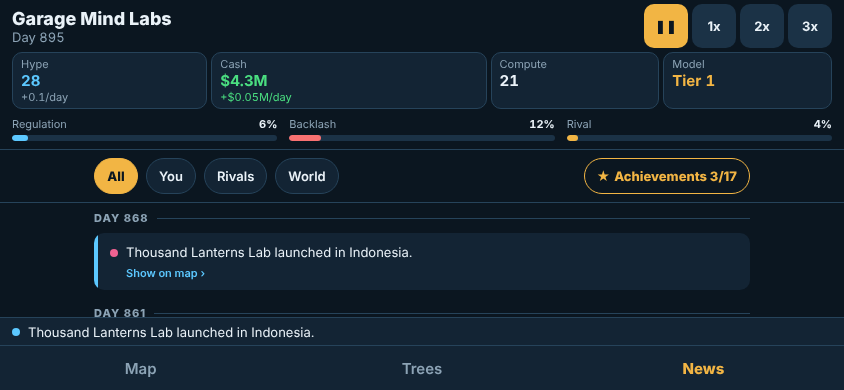 Garage Mind Labs
Day 895
1x
2x
3x
Hype
28
+0.1/day
Cash
$4.3M
+$0.05M/day
Compute
21
Model
Tier 1
Regulation 6%
Backlash 12%
Rival 4%
All
You
Rivals
World
★ Achievements 3/17
DAY 868
Thousand Lanterns Lab launched in Indonesia.
Show on map ›
DAY 861
Thousand Lanterns Lab launched in Indonesia.
Map
Trees
News